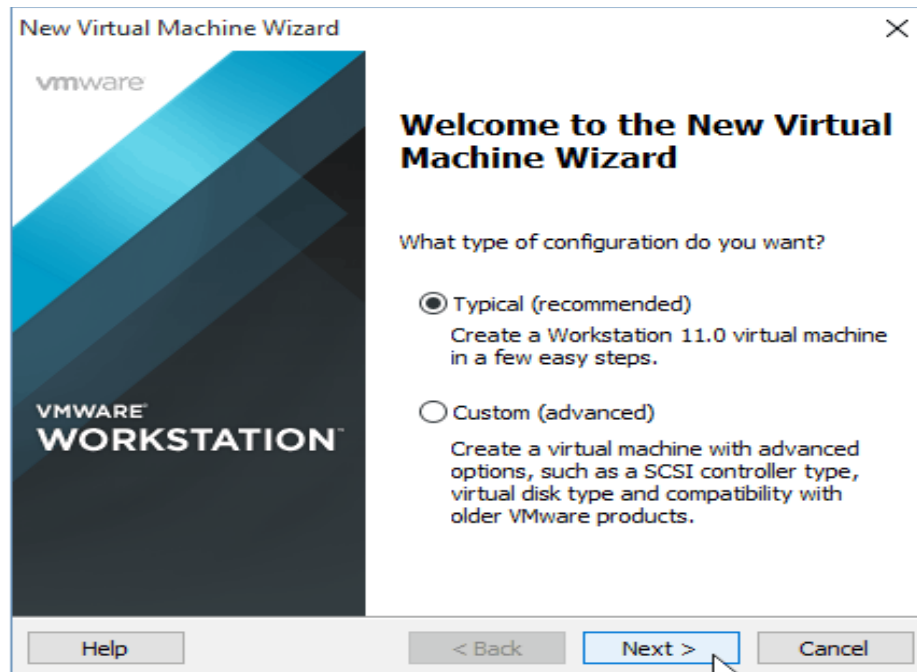 New Virtual Machine Wizard
vmware
Welcome to the New Virtual
Machine Wizard
What type of configuration do you want?
Typical (recommended)
Create a Workstation 11.0 virtual machine
in a few easy steps.
Custom (advanced)
Create a virtual machine with advanced
options, such as a SCSI controller type,
virtual disk type and compatibility with
older VMware products.
VMWARE
WORKSTATION
Help
< Back
Next >
Cancel